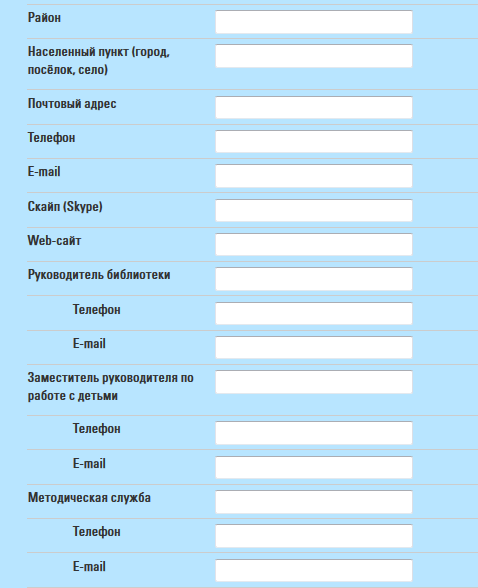 Район
Населенный пункт (город,
посёлок, село)
Почтовый адрес
Телефон
E-mail
Скайп (Skype)
Web-сайт
Руководитель библиотеки
Телефон
E-mail
Заместитель руководителя по
работе с детьми
Телефон
E-mail
Методическая служба
Телефон
E-mail